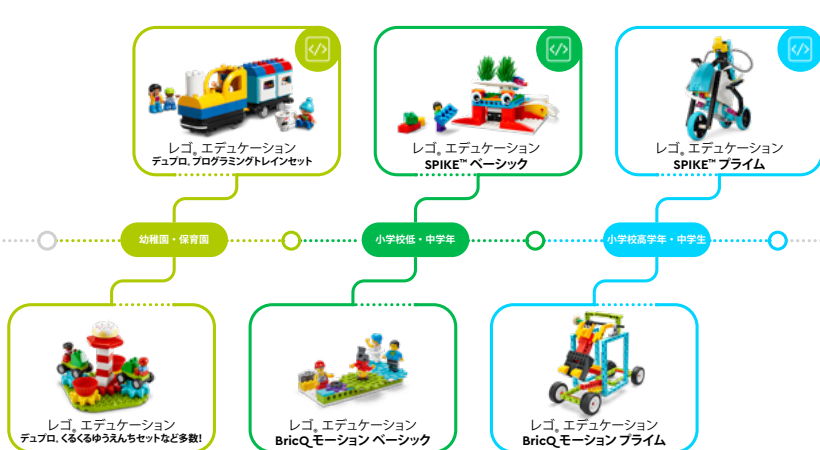 </>
</>
</>
レゴ® エデュケーション
デュプロ® プログラミングトレインセット
レゴ® エデュケーション
SPIKE™ ベーシック
レゴ® エデュケーション
SPIKE™ プライム
幼稚園・保育園
小学校低・中学年
小学校高学年・中学生
レゴ® エデュケーション
デュプロ® くるくるゆうえんちセットなど多数!
レゴ® エデュケーション
BricQ モーション ベーシック
レゴ® エデュケーション
BricQ モーション プライム